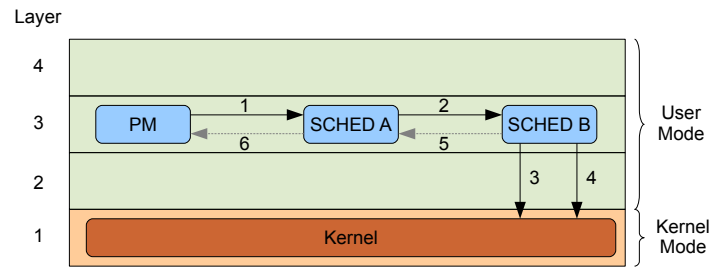 Layer
4
3
2
1
PM
1
6
SCHED A
2
5
SCHED B
3
4
Kernel
User
Mode
Kernel
Mode